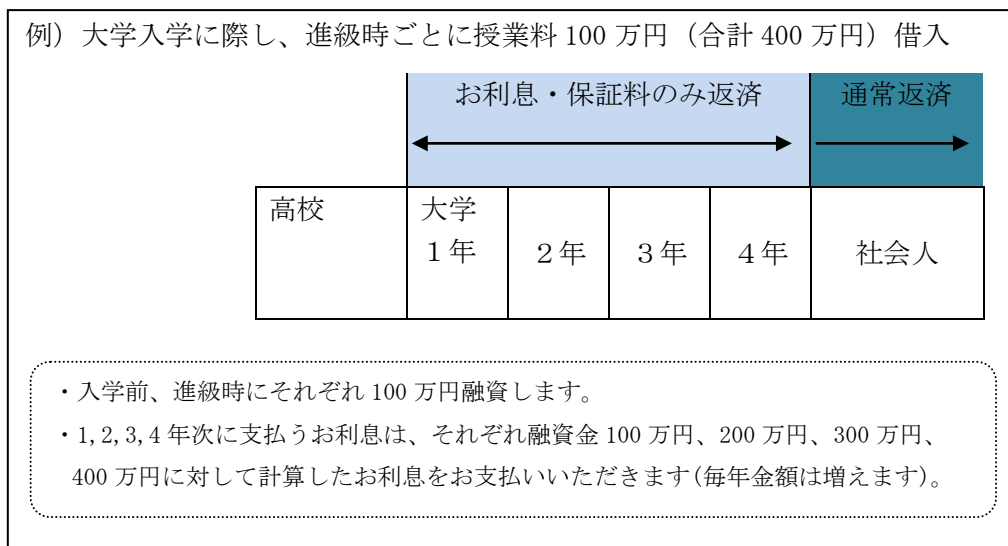 例）大学入学に際し、進級時ごとに授業料 100 万円（合計 400 万円）借入
お利息・保証料のみ返済
通常返済
高校
大学
１年
２年
３年
４年
社会人
・入学前、進級時にそれぞれ 100 万円融資します。
・1,2,3,4 年次に支払うお利息は、それぞれ融資金 100 万円、200 万円、300 万円、
400 万円に対して計算したお利息をお支払いいただきます(毎年金額は増えます)。